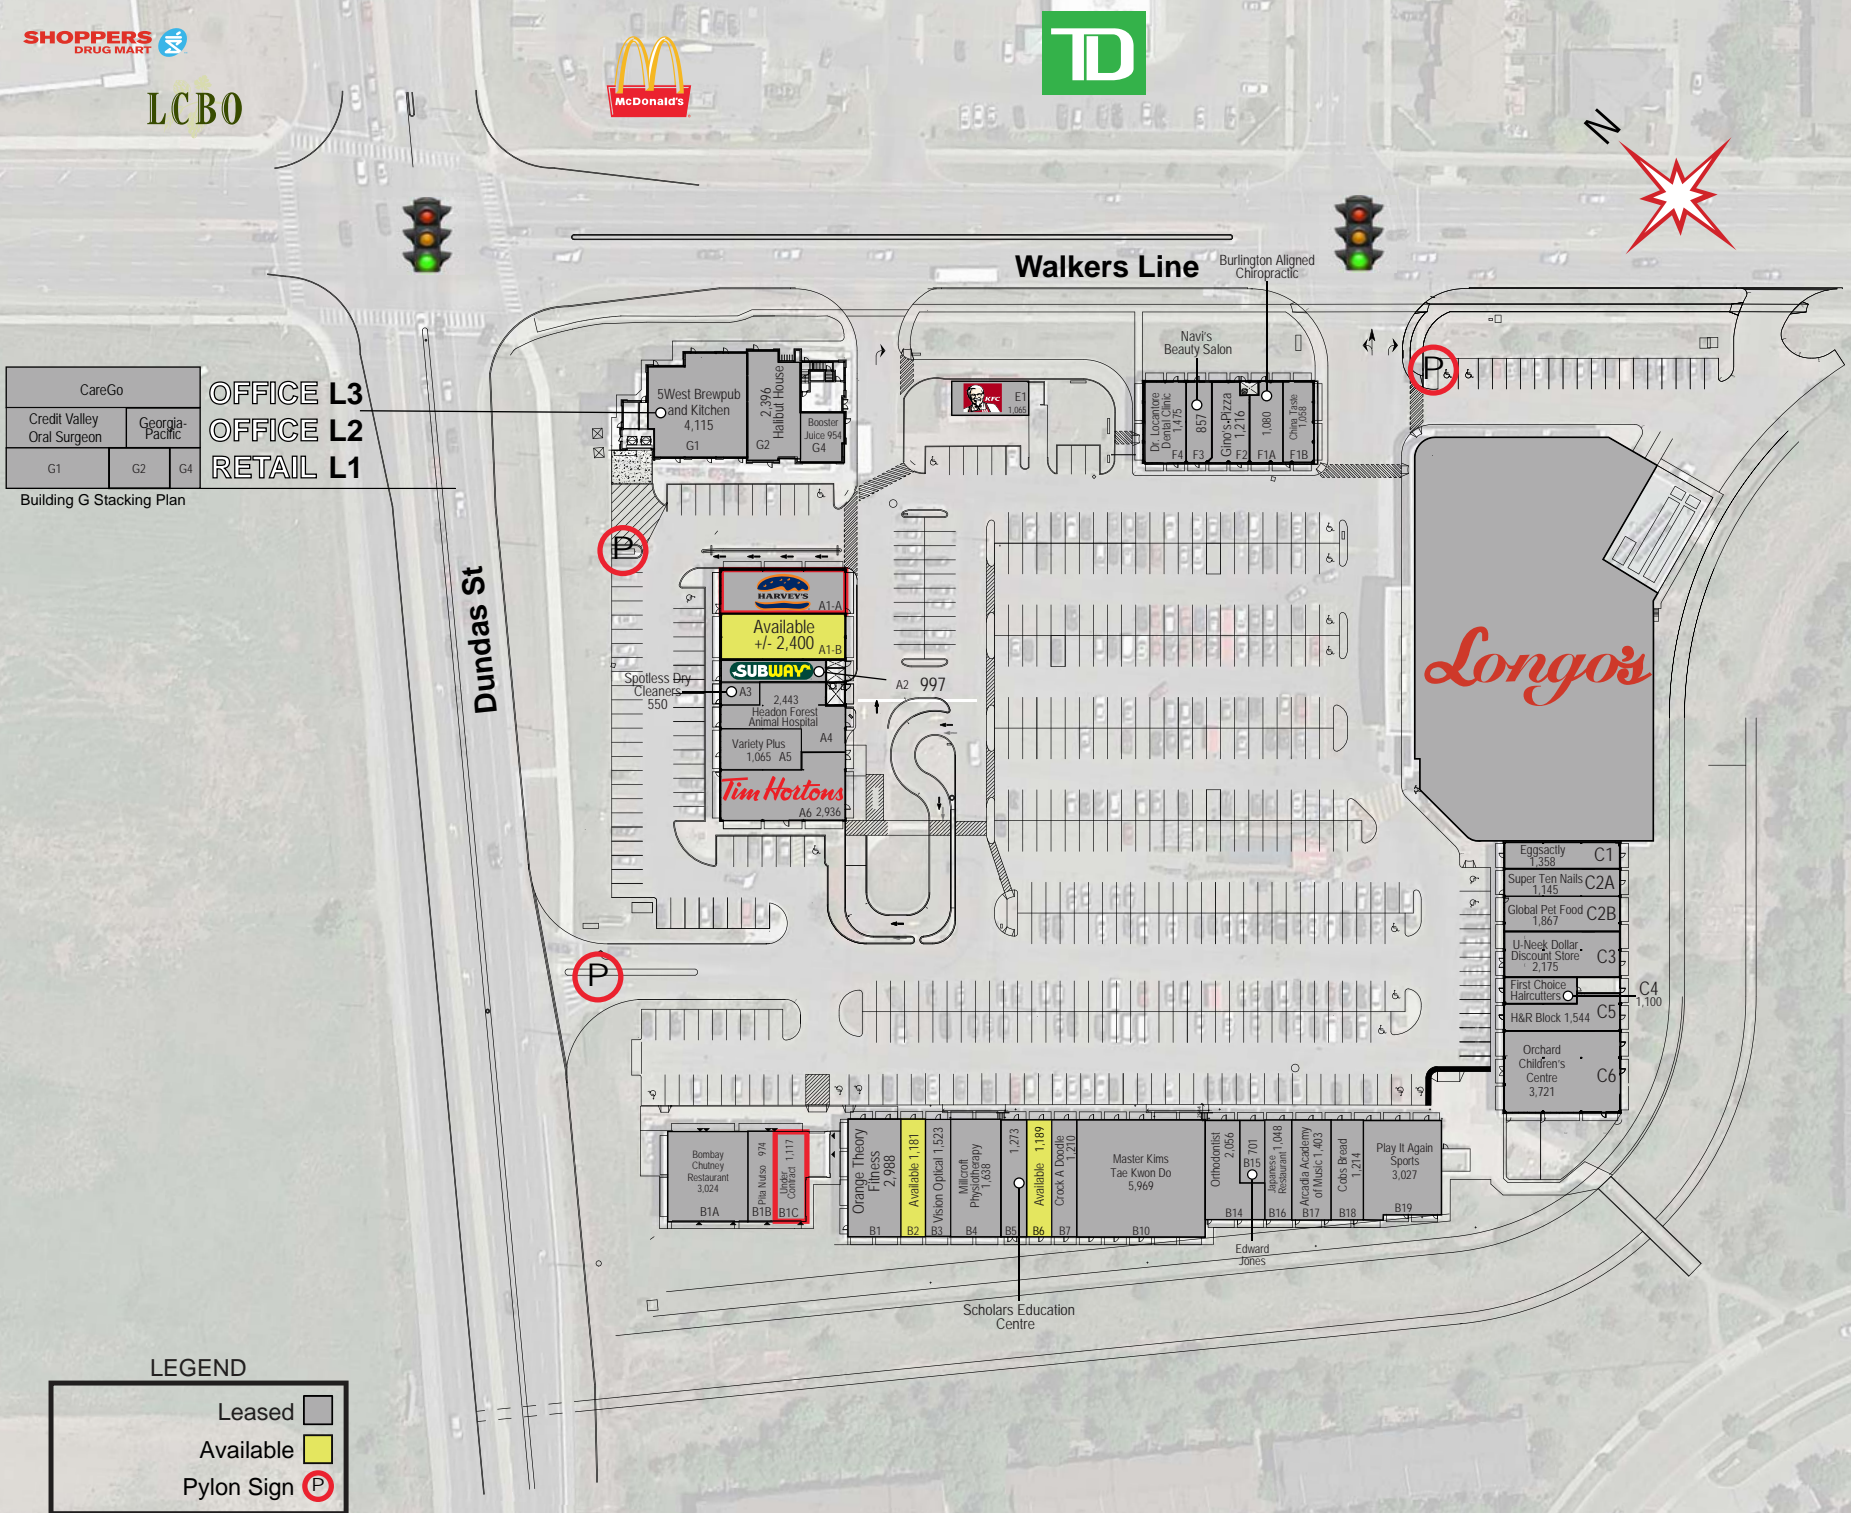 SHOPPERS
DRUG MART
LCBO
McDonald's
TD
N
Walkers Line
Burlington Aligned
Chiropractic
Navi's
Beauty Salon
CareGo
Credit Valley
Oral Surgeon
Georgia-
Pacific
G1
G2
G4
OFFICE L3
OFFICE L2
RETAIL L1
Building G Stacking Plan
5West Brewpub
and Kitchen
4,115
G1
2,396
Halibut House
G2
Booster
Juice 954
G4
KFC
E1
1,065
Dr. Locantore
Dental Clinic
1,475
F4
857
F3
Gino's-Pizza
1,216
F2
1,080
F1A
China Taste
1,058
F1B
P
P
P
Dundas St
HARVEY'S
A1-A
Available
+/- 2,400
A1-B
SUBWAY
A2 997
Spotless Dry
Cleaners
550
A3
2,443
Headon Forest
Animal Hospital
A4
Variety Plus
1,065 A5
Tim Hortons
A6 2,936
Longo's
Eggsactly
1,358
C1
Super Ten Nails
1,145
C2A
Global Pet Food
1,867
C2B
U-Neek Dollar
Discount Store
2,175
C3
First Choice
Haircutters
C4
1,100
H&R Block 1,544
C5
Orchard
Children's
Centre
3,721
C6
Bombay
Chutney
Restaurant
3,024
B1A
Pita Nutso 974
B1B
Under
Contract 1,117
B1C
Orange Theory
Fitness
2,988
B1
Available 1,181
B2
Vision Optical 1,523
B3
Millcroft
Physiotherapy
1,638
B4
1,273
B5
Available 1,189
B6
Crock A Doodle
1,210
B7
Master Kims
Tae Kwon Do
5,969
B10
Orthodontist
2,056
B14
701
B15
Japanese
Restaurant 1,048
B16
Arcadia Academy
of Music 1,403
B17
Cobs Bread
1,214
B18
Play It Again
Sports
3,027
B19
Edward
Jones
Scholars Education
Centre
LEGEND
Leased
Available
Pylon Sign P